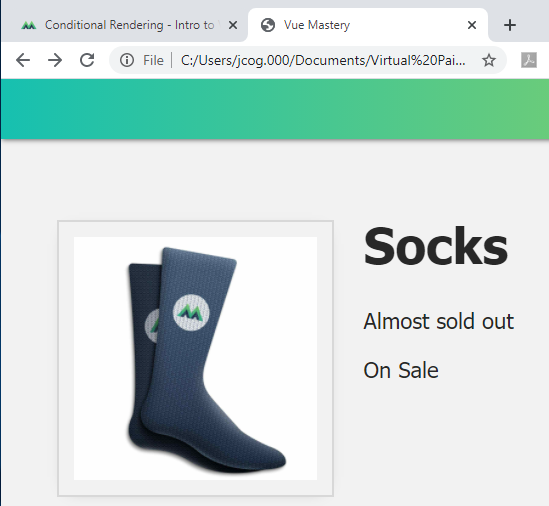 Conditional Rendering - Intro to
Vue Mastery
File
C:/Users/jcog.000/Documents/Virtual%20Pai...
Socks
Almost sold out
On Sale